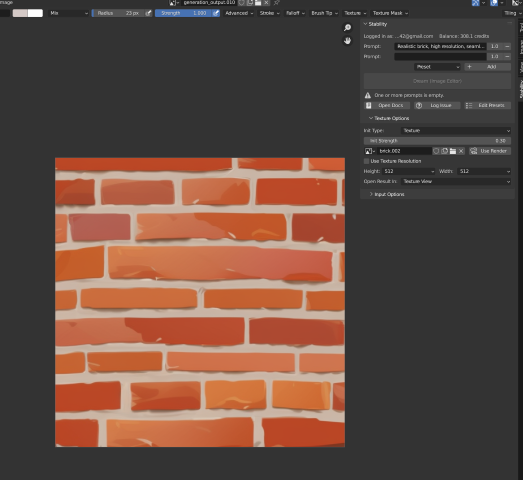 mage
generation_output.010
Mix
Radius 23 px
Strength 1.000
Advanced
Stroke
Falloff
Brush Tip
Texture
Texture Mask
Tiling
Stability
Logged in as: ...42@gmail.com Balance: 306.1 credits
Prompt: Realistic: brick, high resolution, seaml... 1.0
Prompt: 1.0
Preset Add
Dream (Image Editor)
One or more prompts is empty.
Open Docs Log Issue Edit Presets
Texture Options
Init Type: Texture
Init Strength
brick.002 Use Render
Use Texture Resolution
Height: 512 Width: 512
Open Result In: Texture View
Input Options
Tool
Image
View
Stability